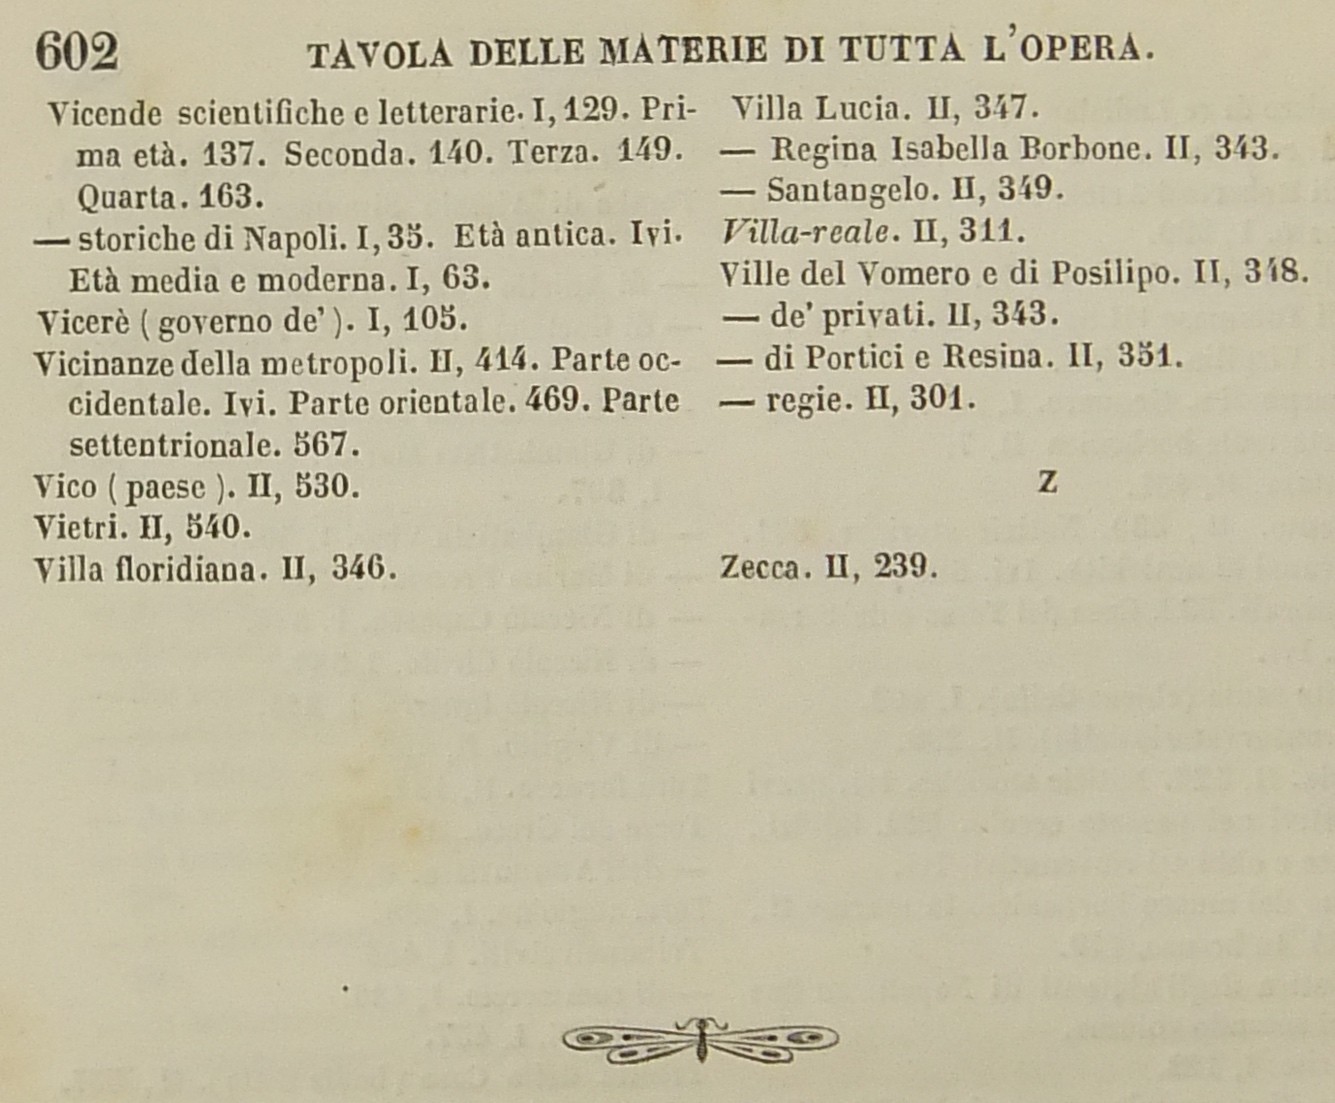 602 TAVOLA DELLE MATERIE DI TUTTA L'OPERA.
Vicende scientifiche e letterarie. I, 129. Pri-
ma età. 137. Seconda. 140. Terza. 149.
Quarta. 163.
— storiche di Napoli. I, 35. Età antica. Ivi.
Età media e moderna. I, 63.
Vicerè ( governo de' ). I, 105.
Vicinanze della metropoli. II, 414. Parte oc-
cidentale. Ivi. Parte orientale. 469. Parte
settentrionale. 567.
Vico ( paese ). II, 530.
Vietri. II, 540.
Villa floridiana. II, 346.
Villa Lucia. II, 347.
— Regina Isabella Borbone. II, 343.
— Santangelo. II, 349.
Villa-reale. II, 311.
Ville del Vomero e di Posilipo. II, 348.
— de' privati. II, 343.
— di Portici e Resina. II, 351.
— regie. II, 301.
Z
Zecca. II, 239.